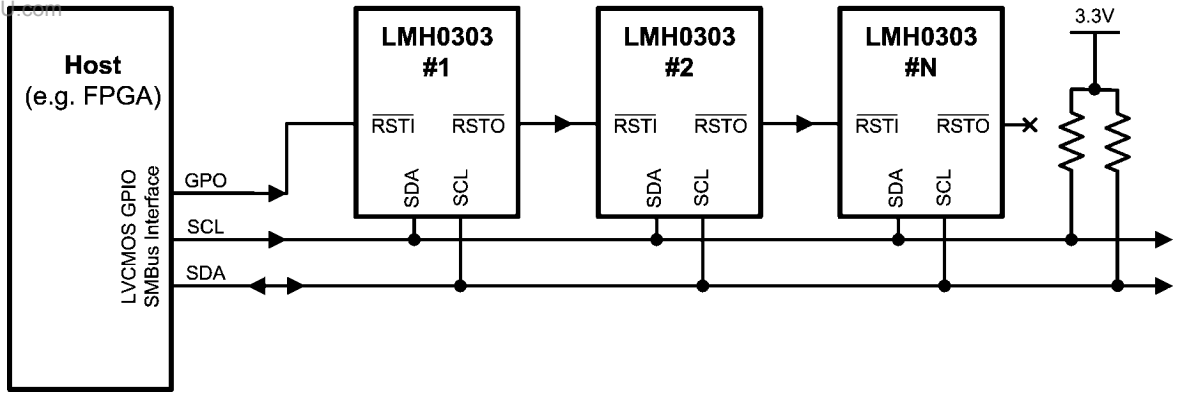 U.com
Host
(e.g. FPGA)
LVCMOS GPIO
SMBus Interface
GPO
SCL
SDA
LMH0303
#1
RSTI
RSTO
SDA
SCL
LMH0303
#2
RSTI
RSTO
SDA
SCL
LMH0303
#N
RSTI
RSTO
SDA
SCL
3.3V